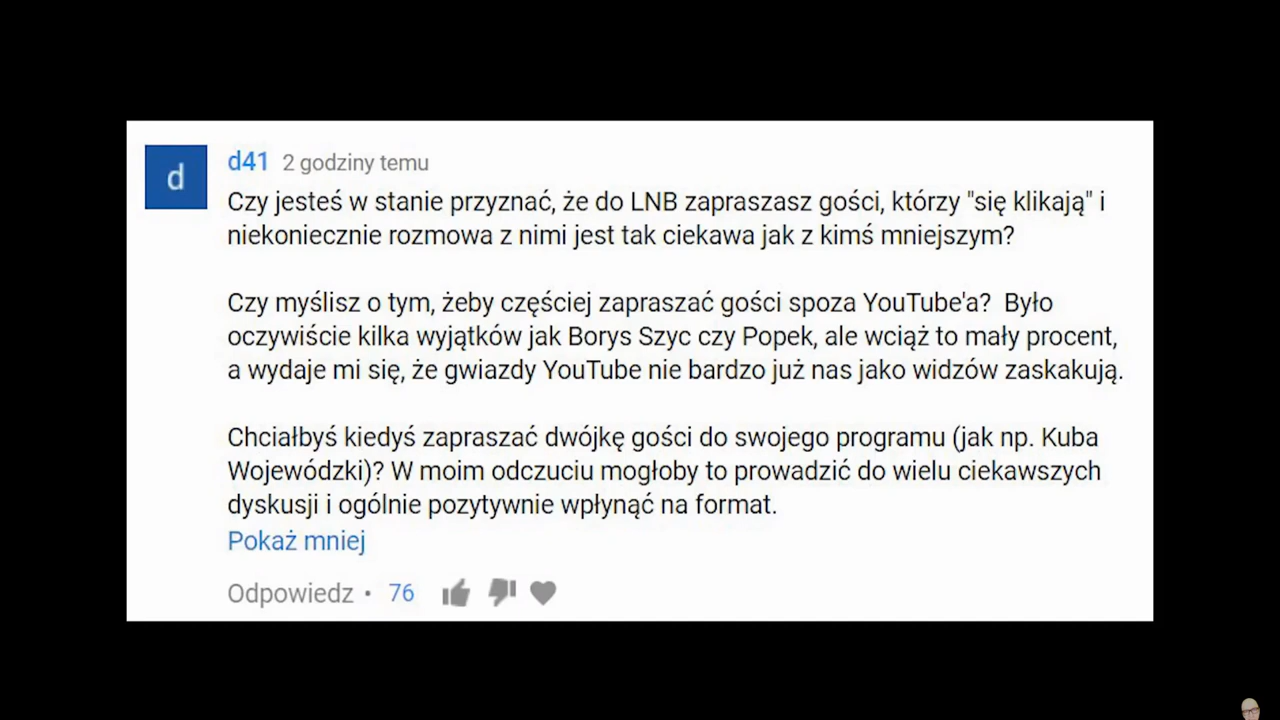 d
d41 2 godziny temu
Czy jesteś w stanie przyznać, że do LNB zapraszasz gości, którzy "się klikają" i
niekoniecznie rozmowa z nimi jest tak ciekawa jak z kimś mniejszym?
Czy myślisz o tym, żeby częściej zapraszać gości spoza YouTube'a?  Było
oczywiście kilka wyjątków jak Borys Szyc czy Popek, ale wciąż to mały procent,
a wydaje mi się, że gwiazdy YouTube nie bardzo już nas jako widzów zaskakują.
Chciałbyś kiedyś zapraszać dwójkę gości do swojego programu (jak np. Kuba
Wojewódzki)? W moim odczuciu mogłoby to prowadzić do wielu ciekawszych
dyskusji i ogólnie pozytywnie wpłynąć na format.
Pokaż mniej
Odpowiedz • 76